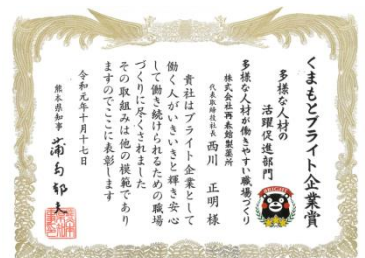 くまもとブライト企業賞
多様な人材の
活躍促進部門
多様な人材が働きやすい職場づくり
株式会社再春館製薬所
代表取締役社長 西川 正明 様
貴社はブライト企業として
働く人がいきいきと輝き安心
して働き続けられるための職場
づくりに尽くされました
その取組みは他の模範であり
ますのでここに表彰します
令和元年十月十七日
熊本県知事 蒲島郁夫